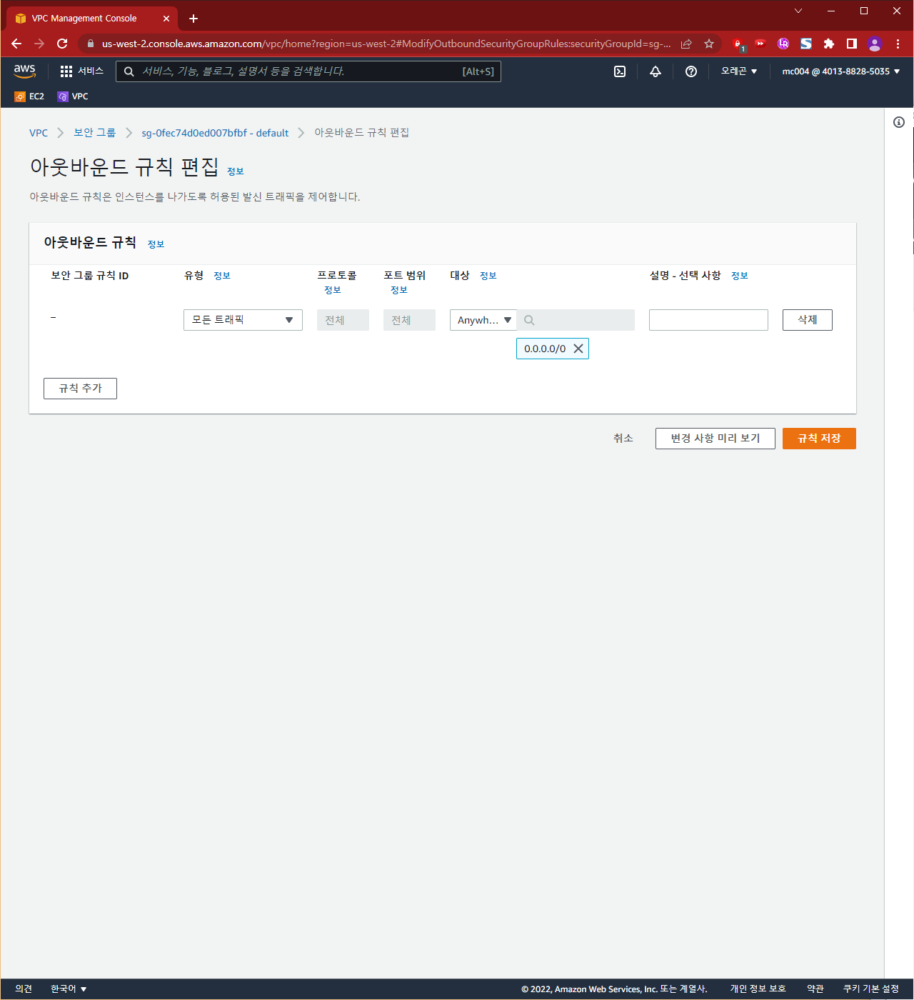 VPC Management Console
us-west-2.console.aws.amazon.com/vpc/home?region=us-west-2#ModifyOutboundSecurityGroupRules:securityGroupId=sg-...
1
aws
서비스
서비스, 기능, 블로그, 설명서 등을 검색합니다.
[Alt+S]
오레곤
mc004 @ 4013-8828-5035
EC2
VPC
VPC
보안 그룹
sg-0fec74d0ed007bfbf - default
아웃바운드 규칙 편집
아웃바운드 규칙 편집 정보
아웃바운드 규칙은 인스턴스를 나가도록 허용된 발신 트래픽을 제어합니다.
아웃바운드 규칙 정보
보안 그룹 규칙 ID
유형 정보
프로토콜
정보
포트 범위
정보
대상 정보
설명 - 선택 사항 정보
–
모든 트래픽
전체
전체
Anywh...
삭제
0.0.0.0/0
규칙 추가
취소
변경 사항 미리 보기
규칙 저장
의견
한국어
© 2022, Amazon Web Services, Inc. 또는 계열사.
개인 정보 보호
약관
쿠키 기본 설정